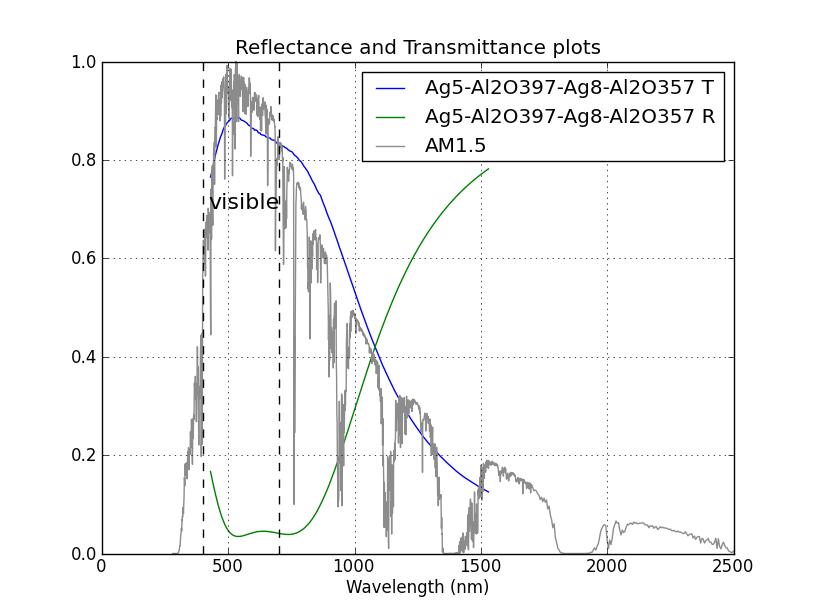 Reflectance and Transmittance plots
1.0
0.8
0.6
0.4
0.2
0.0
Ag5-Al2O397-Ag8-Al2O357 T
Ag5-Al2O397-Ag8-Al2O357 R
AM1.5
visible
0
500
1000
1500
2000
2500
Wavelength (nm)